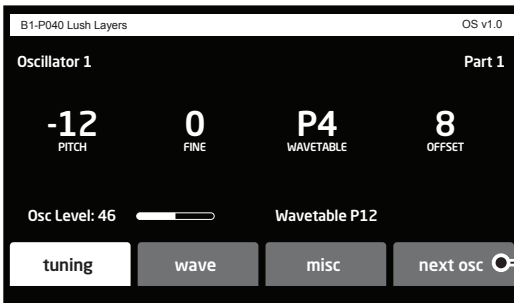 B1-P040 Lush Layers OS v1.0
Oscillator 1 Part 1
-12 0 P4 8
PITCH FINE WAVETABLE OFFSET
Osc Level: 46 Wavetable P12
tuning wave misc next osc